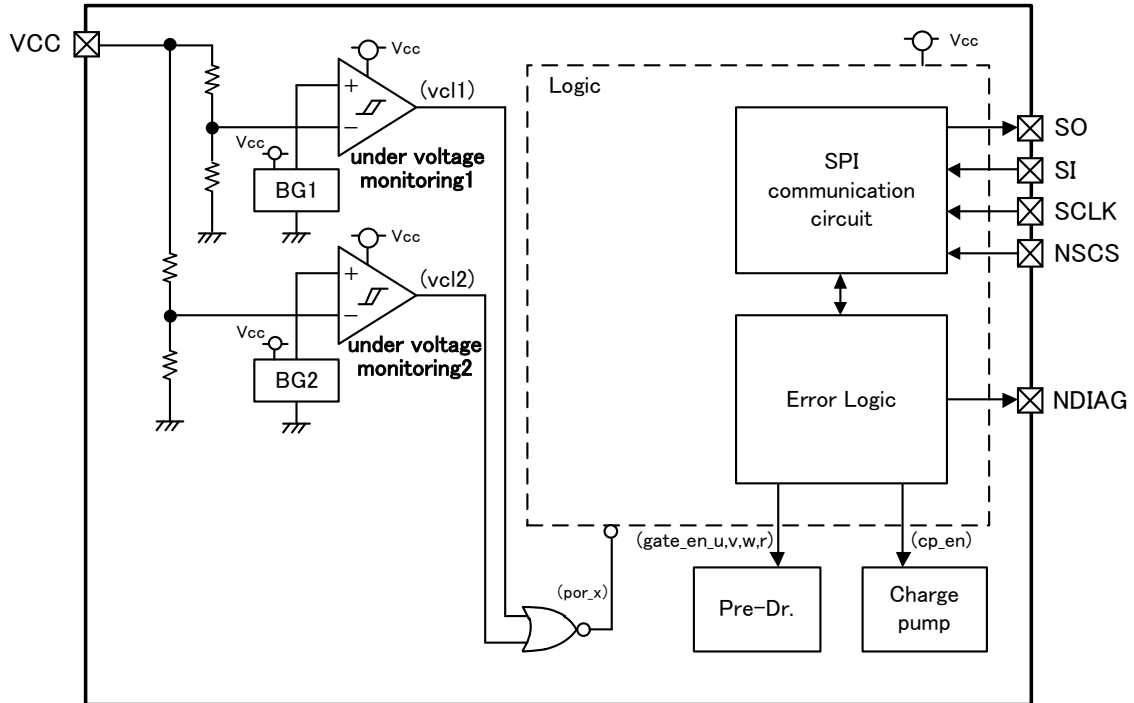 VCC
Vcc
+
(vcl1)
−
Vcc
BG1
under voltage
monitoring1
Vcc
+
(vcl2)
−
Vcc
BG2
under voltage
monitoring2
Vcc
Logic
SPI
communication
circuit
SO
SI
SCLK
NSCS
Error Logic
NDIAG
(gate_en_u,v,w,r)
(cp_en)
(por_x)
Pre-Dr.
Charge
pump